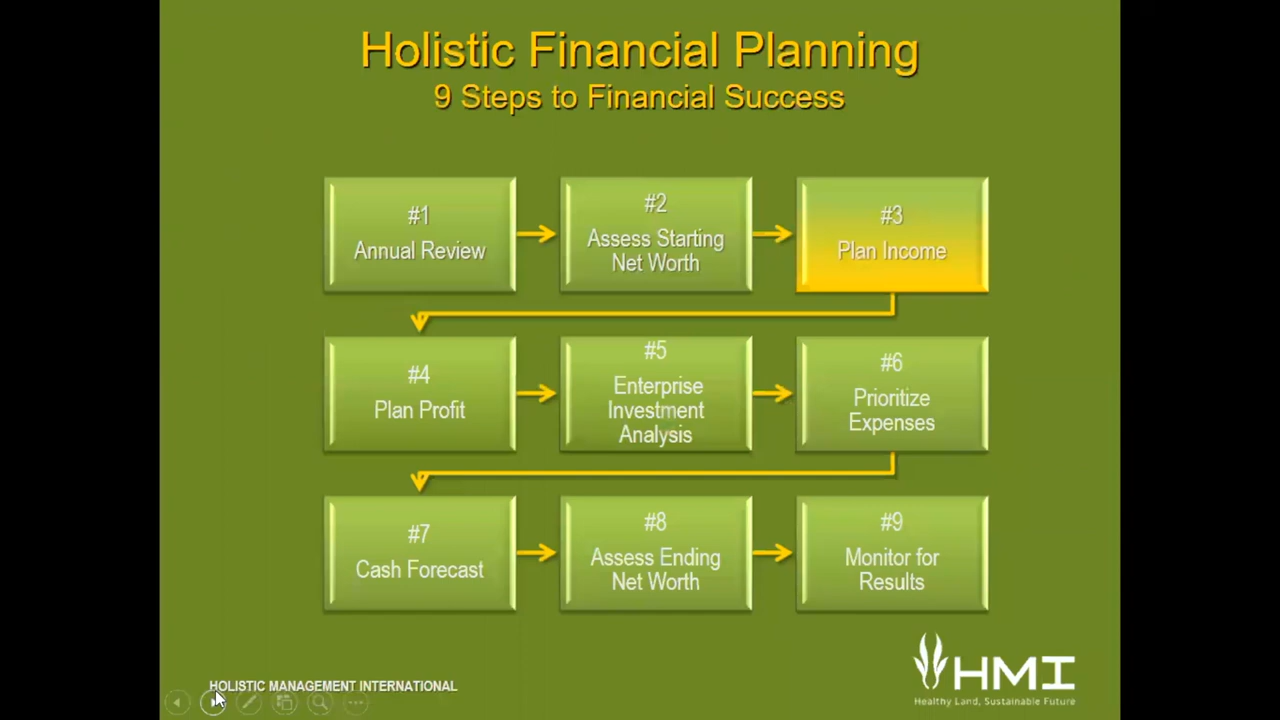 Holistic Financial Planning
9 Steps to Financial Success
#1
Annual Review
#2
Assess Starting
Net Worth
#3
Plan Income
#4
Plan Profit
#5
Enterprise
Investment
Analysis
#6
Prioritize
Expenses
#7
Cash Forecast
#8
Assess Ending
Net Worth
#9
Monitor for
Results
HMI
Healthy Land, Sustainable Future
HOLISTIC MANAGEMENT INTERNATIONAL